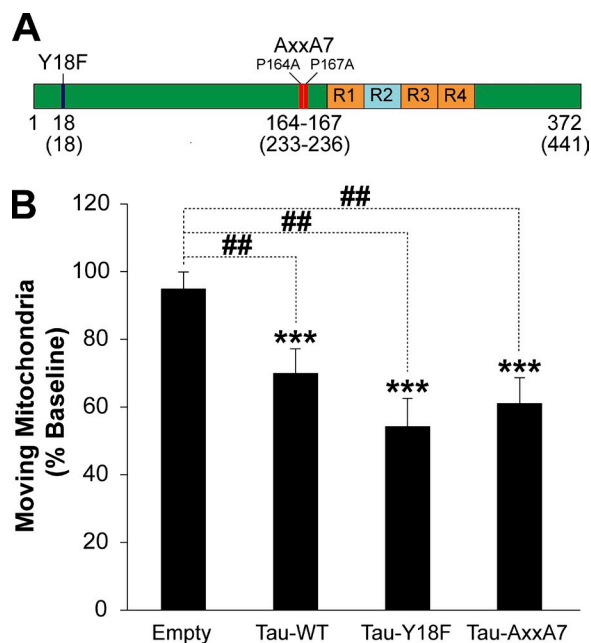 A
AxxA7
Y18F
P164A P167A
R1 R2 R3 R4
1 18 164-167 372
(18) (233-236) (441)
B
120
100
80
60
40
20
0
Moving Mitochondria
(% Baseline)
##
##
##
***
***
***
Empty Tau-WT Tau-Y18F Tau-AxxA7